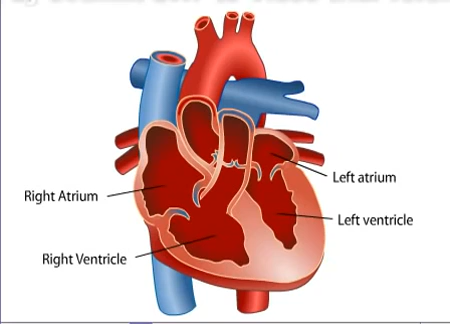 Left atrium
Right Atrium
Left ventricle
Right Ventricle